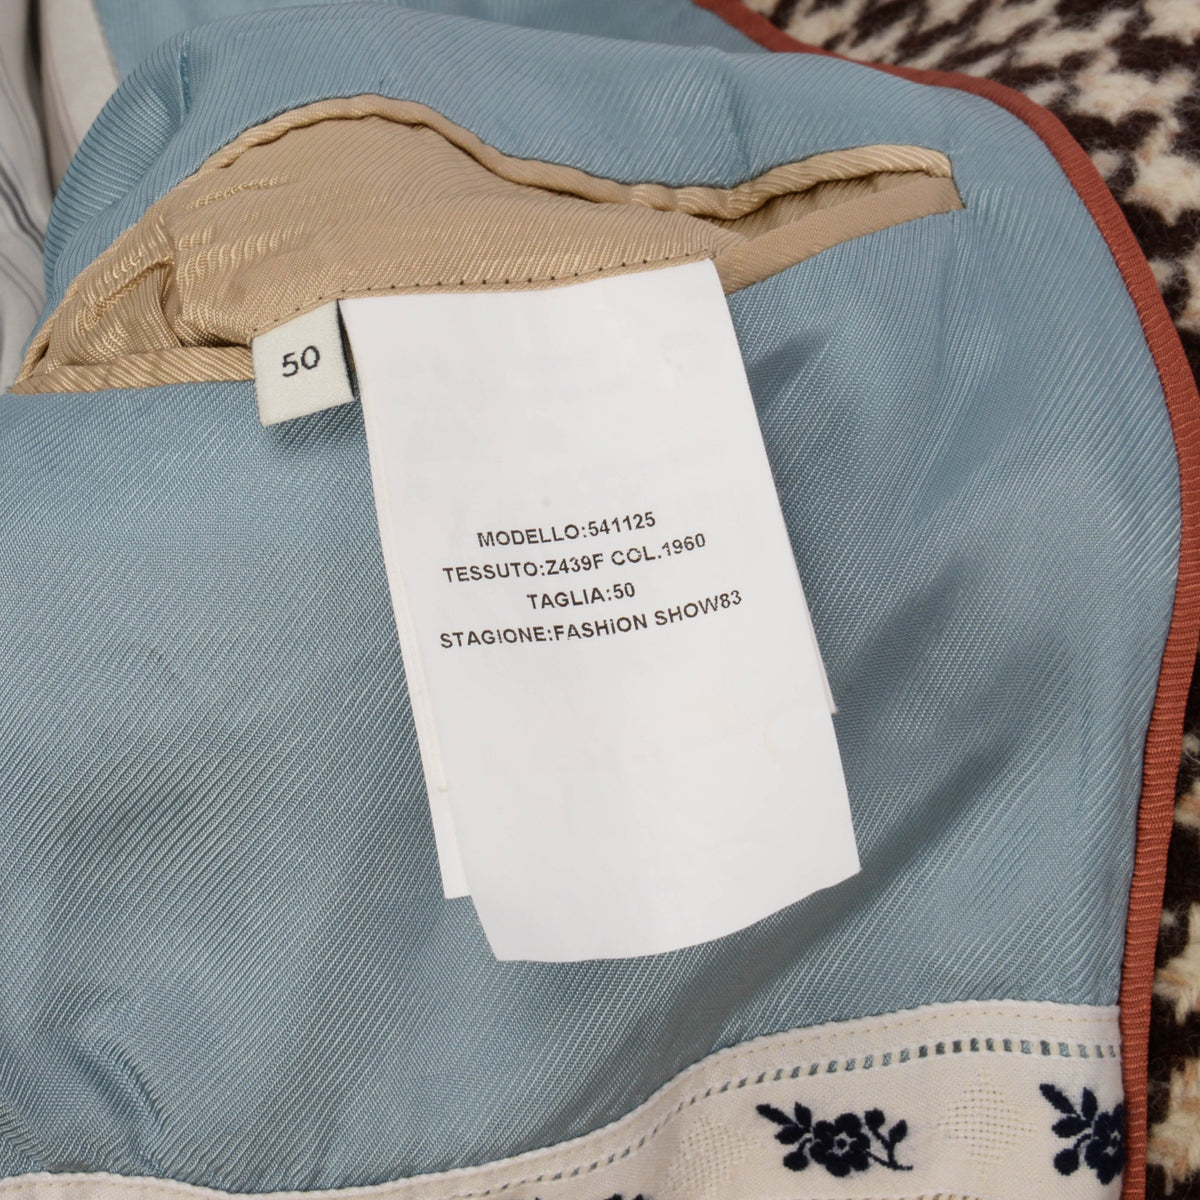 50
MODELLO:541125
TESSUTO:Z439F COL.1960
TAGLIA:50
STAGIONE:FASHiON SHOW83